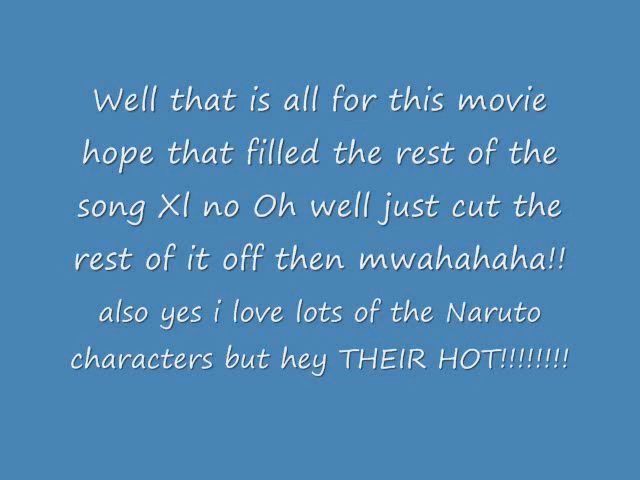 Well that is all for this movie
hope that filled the rest of the
song Xl no Oh well just cut the
rest of it off then mwahahaha!!
also yes i love lots of the Naruto
characters but hey THEIR HOT!!!!!!!!